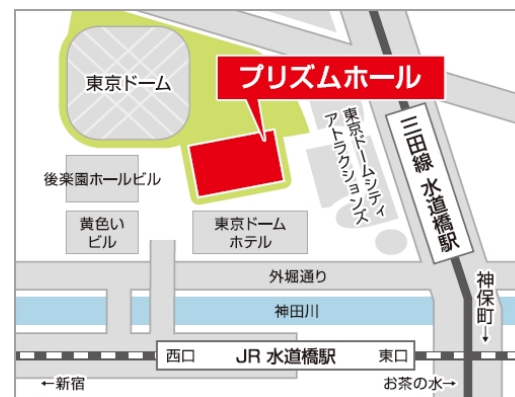 東京ドーム
プリズムホール
東京ドームシティ
アトラクションズ
三田線 水道橋駅
後楽園ホールビル
黄色い
ビル
東京ドーム
ホテル
外堀通り
神田川
神保町→
西口 JR 水道橋駅 東口
←新宿
お茶の水→